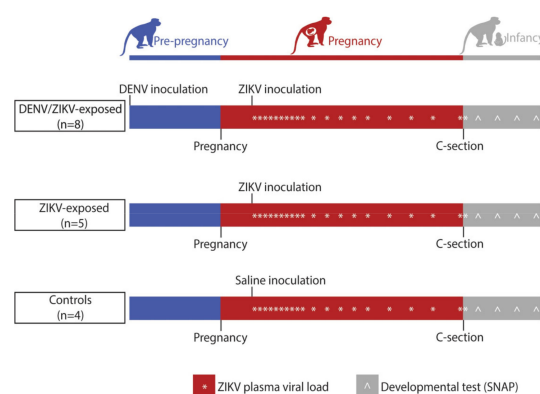 Pre-pregnancy
Pregnancy
Infancy
DENV inoculation
ZIKV inoculation
DENV/ZIKV-exposed
(n=8)
Pregnancy
C-section
ZIKV inoculation
ZIKV-exposed
(n=5)
Pregnancy
C-section
Saline inoculation
Controls
(n=4)
Pregnancy
C-section
* ZIKV plasma viral load
^ Developmental test (SNAP)